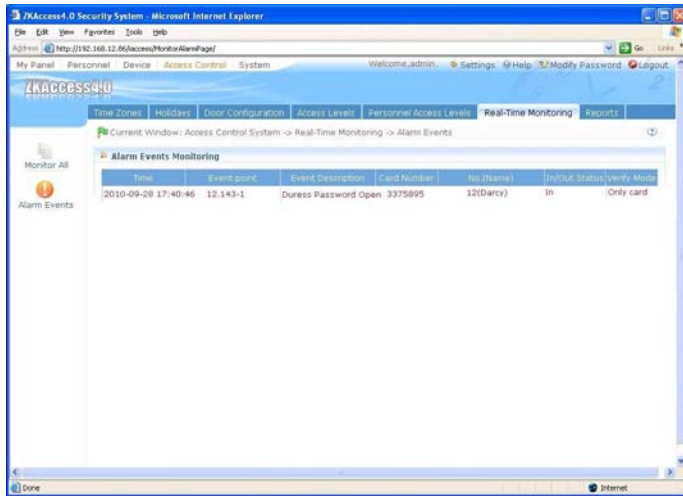 ZKAccess4.0 Security System - Microsoft Internet Explorer
File Edit View Favorites Tools Help
Address http://192.168.12.86/access/MonitorAlarmPage/ Go Links
My Panel Personnel Device Access Control System Welcome,admin. Settings Help Modify Password Logout
ZKAccess4.0
Time Zones Holidays Door Configuration Access Levels Personnel Access Levels Real-Time Monitoring Reports
Current Window: Access Control System -> Real-Time Monitoring -> Alarm Events
Monitor All
Alarm Events
Alarm Events Monitoring
Time Event point Event Description Card Number No.(Name) In/Out Status Verify Mode
2010-09-28 17:40:46 12.143-1 Duress Password Open 3375895 12(Darcy) In Only card
Done Internet